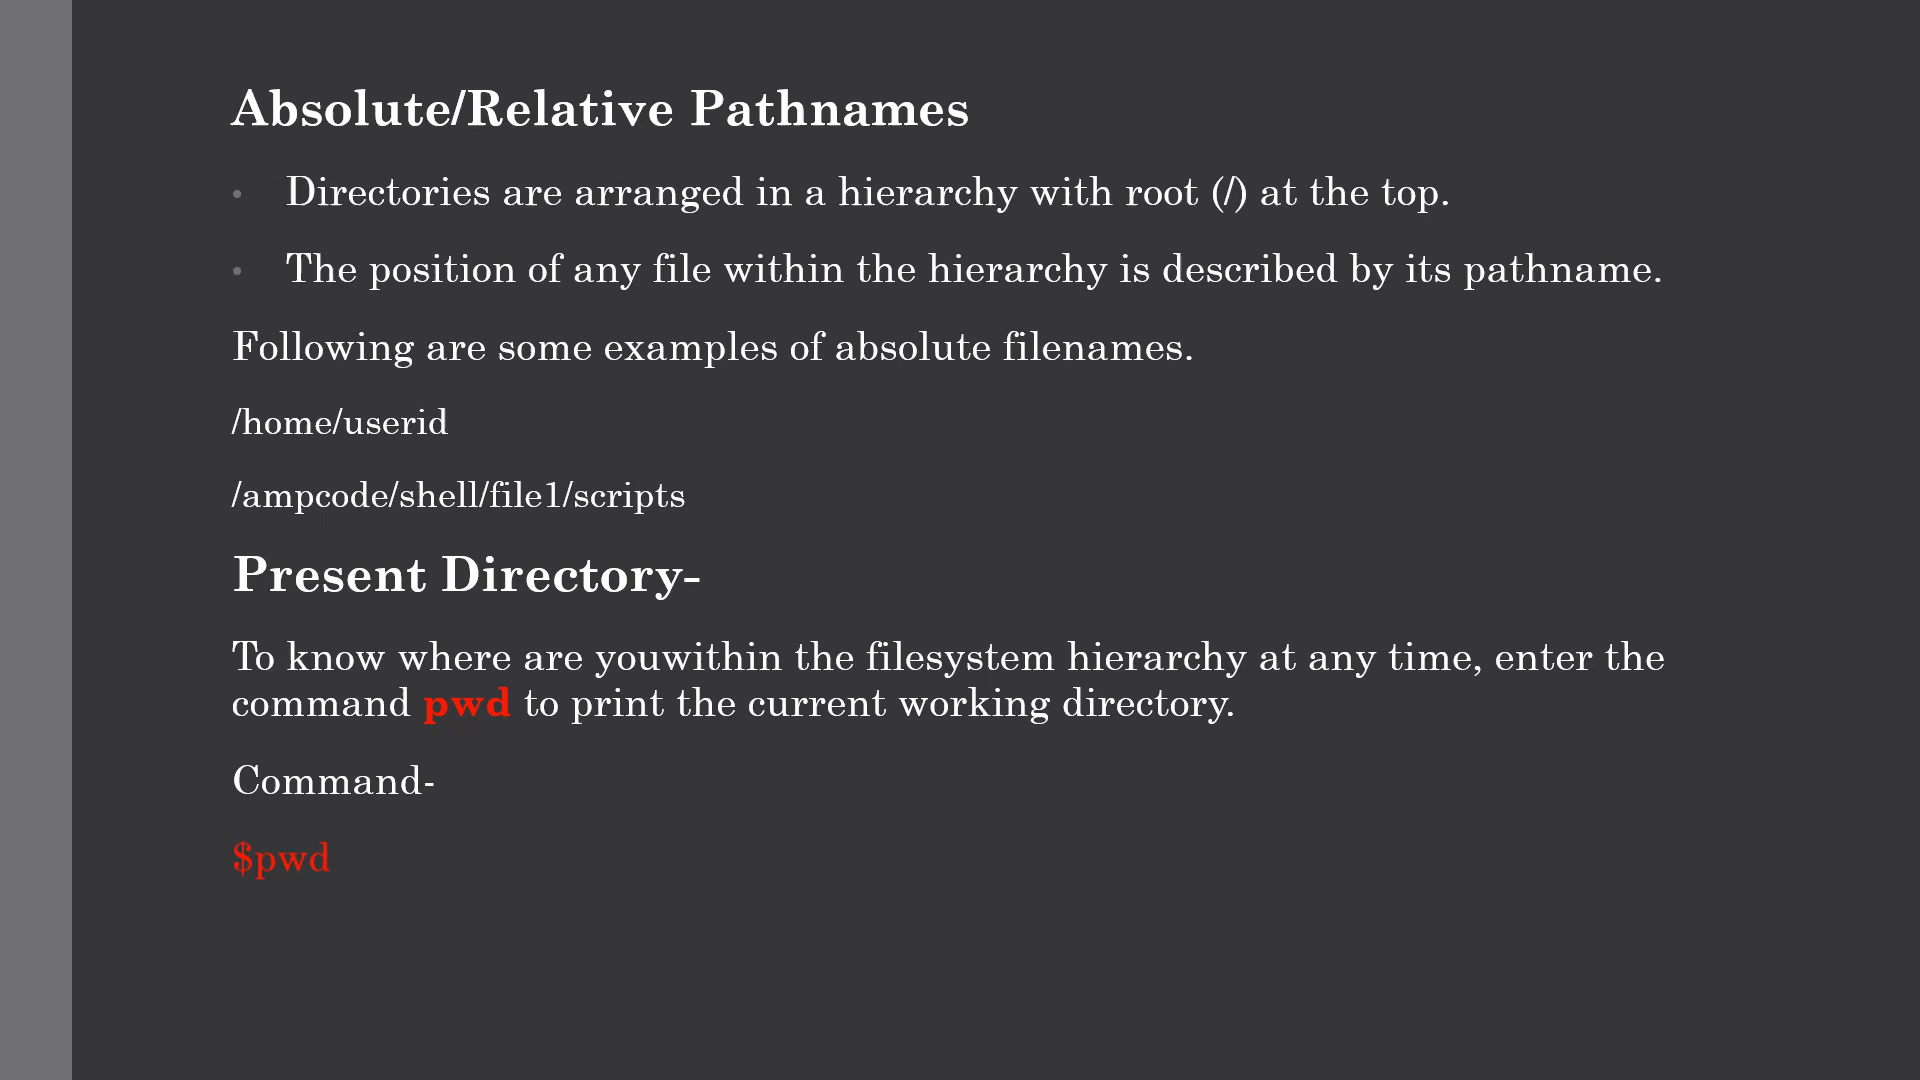 Absolute/Relative Pathnames
• Directories are arranged in a hierarchy with root (/) at the top.
• The position of any file within the hierarchy is described by its pathname.
Following are some examples of absolute filenames.
/home/userid
/ampcode/shell/file1/scripts
Present Directory-
To know where are youwithin the filesystem hierarchy at any time, enter the
command pwd to print the current working directory.
Command-
$pwd